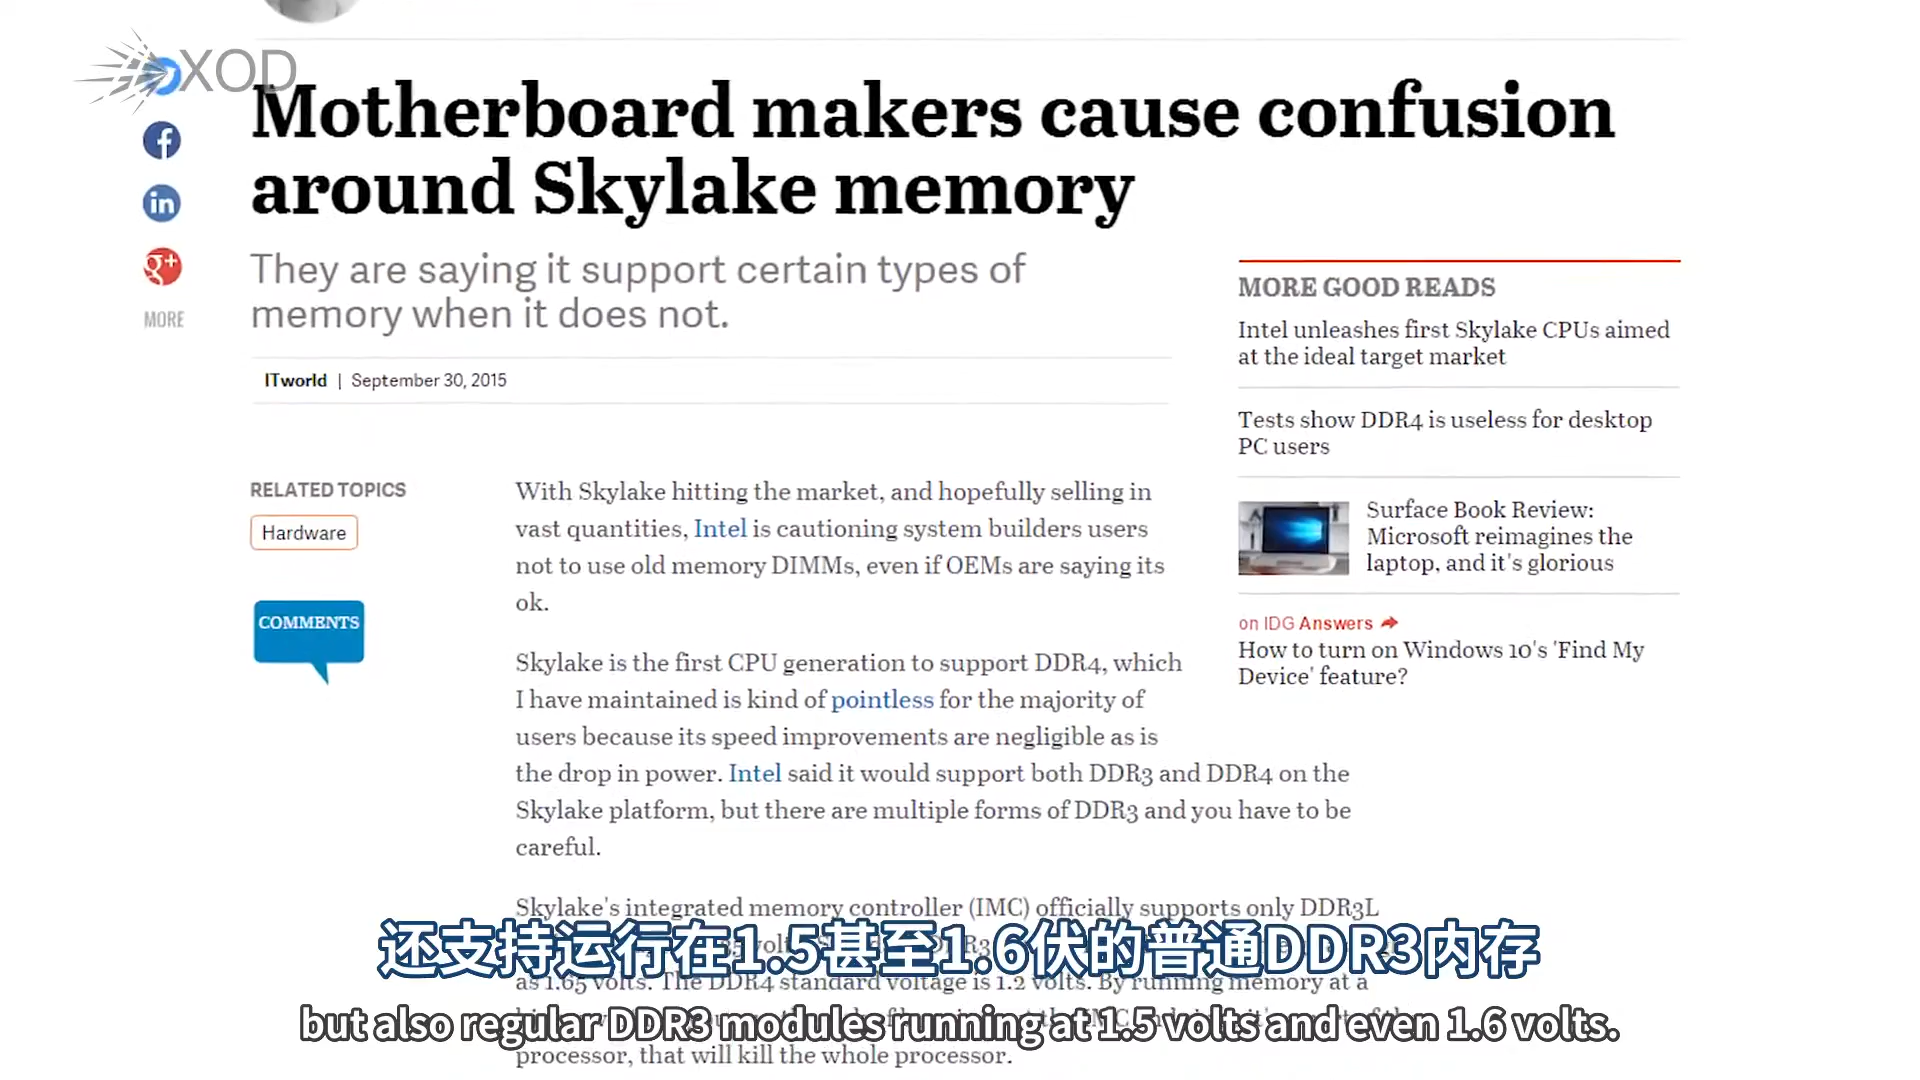 XOD
Motherboard makers cause confusion
around Skylake memory
They are saying it support certain types of
memory when it does not.
MORE
ITworld | September 30, 2015
RELATED TOPICS
Hardware
COMMENTS
With Skylake hitting the market, and hopefully selling in
vast quantities, Intel is cautioning system builders users
not to use old memory DIMMs, even if OEMs are saying its
ok.
Skylake is the first CPU generation to support DDR4, which
I have maintained is kind of pointless for the majority of
users because its speed improvements are negligible as is
the drop in power. Intel said it would support both DDR3 and DDR4 on the
Skylake platform, but there are multiple forms of DDR3 and you have to be
careful.
Skylake's integrated memory controller (IMC) officially supports only DDR3L
as 1.65 volts. The DDR4 standard voltage is 1.2 volts. By running memory at a
processor, that will kill the whole processor.
MORE GOOD READS
Intel unleashes first Skylake CPUs aimed
at the ideal target market
Tests show DDR4 is useless for desktop
PC users
Surface Book Review:
Microsoft reimagines the
laptop, and it's glorious
on IDG Answers
How to turn on Windows 10's 'Find My
Device' feature?
还支持运行在1.5甚至1.6伏的普通DDR3内存
but also regular DDR3 modules running at 1.5 volts and even 1.6 volts.